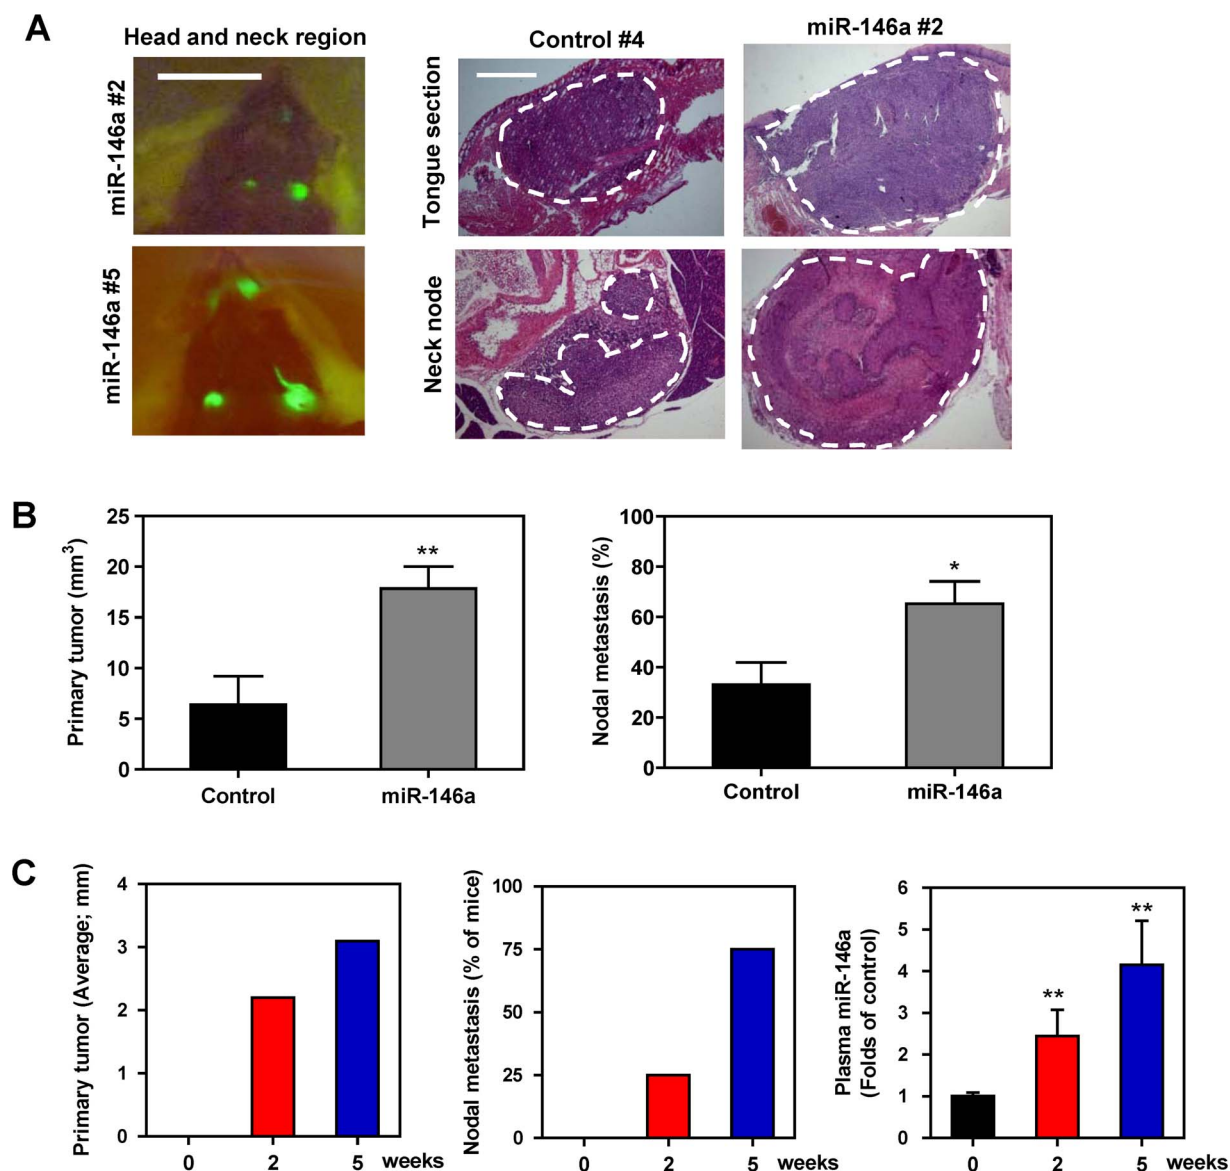 A
Head and neck region
Control #4
miR-146a #2
miR-146a #2
Tongue section
miR-146a #5
Neck node
B
Primary tumor (mm³)
25
20
15
10
5
0
**
Control
miR-146a
Nodal metastasis (%)
100
80
60
40
20
0
*
Control
miR-146a
C
Primary tumor (Average; mm)
4
3
2
1
0
0 2 5 weeks
Nodal metastasis (% of mice)
100
75
50
25
0
0 2 5 weeks
Plasma miR-146a
(Folds of control)
6
5
4
3
2
1
0
**
**
0 2 5 weeks